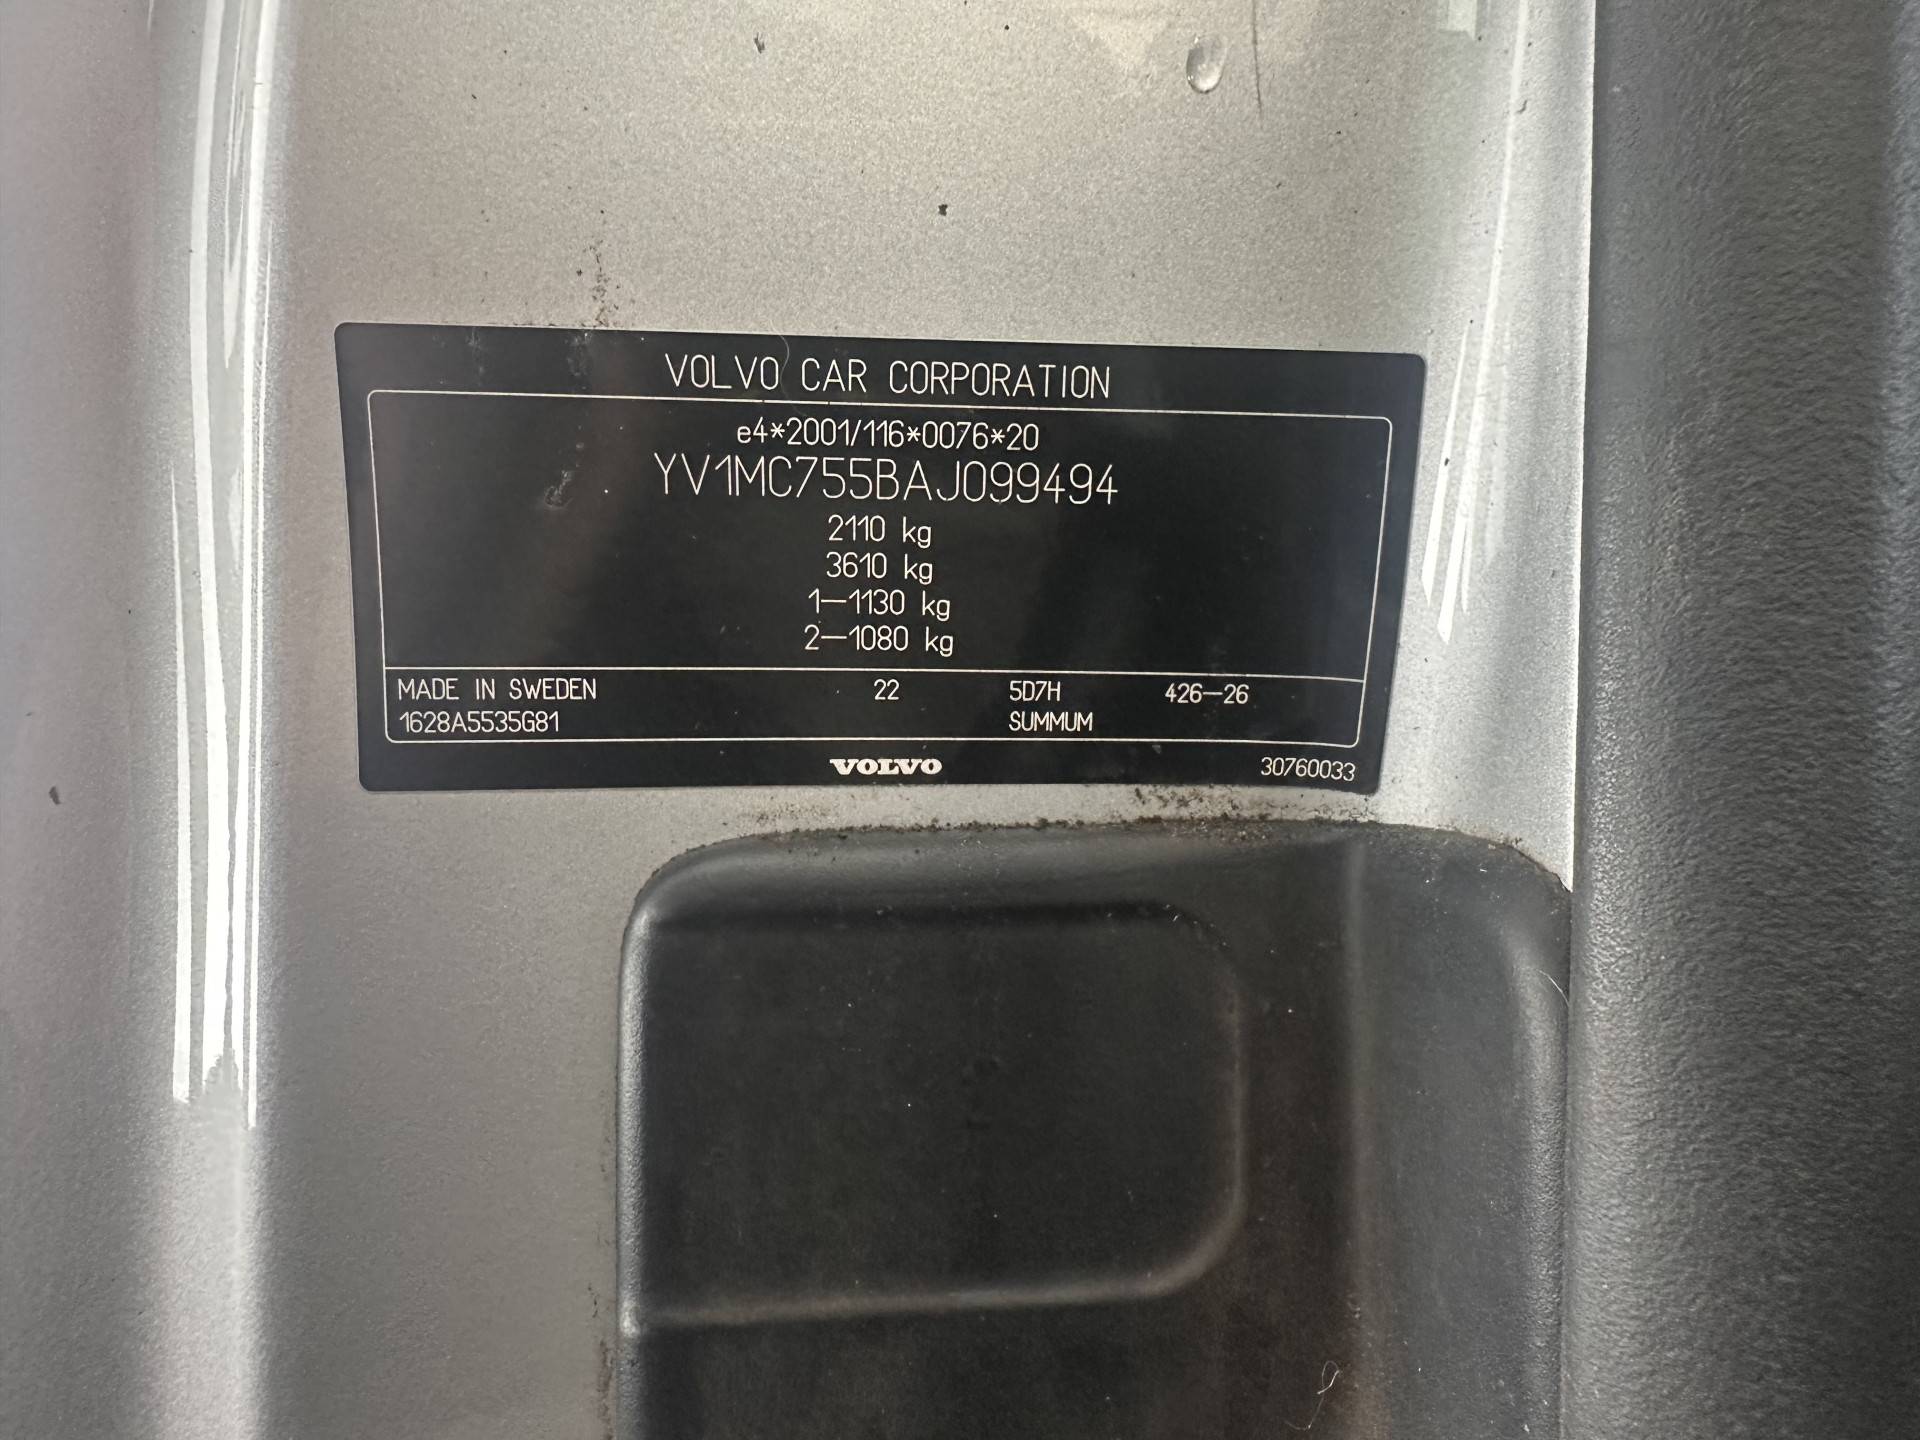 VOLVO CAR CORPORATION
e4*2001/116*0076*20
YV1MC755BAJ099494
2110 kg
3610 kg
1–1130 kg
2–1080 kg
MADE IN SWEDEN 22 5D7H 426–26
1628A5535G81 SUMMUM
VOLVO 30760033